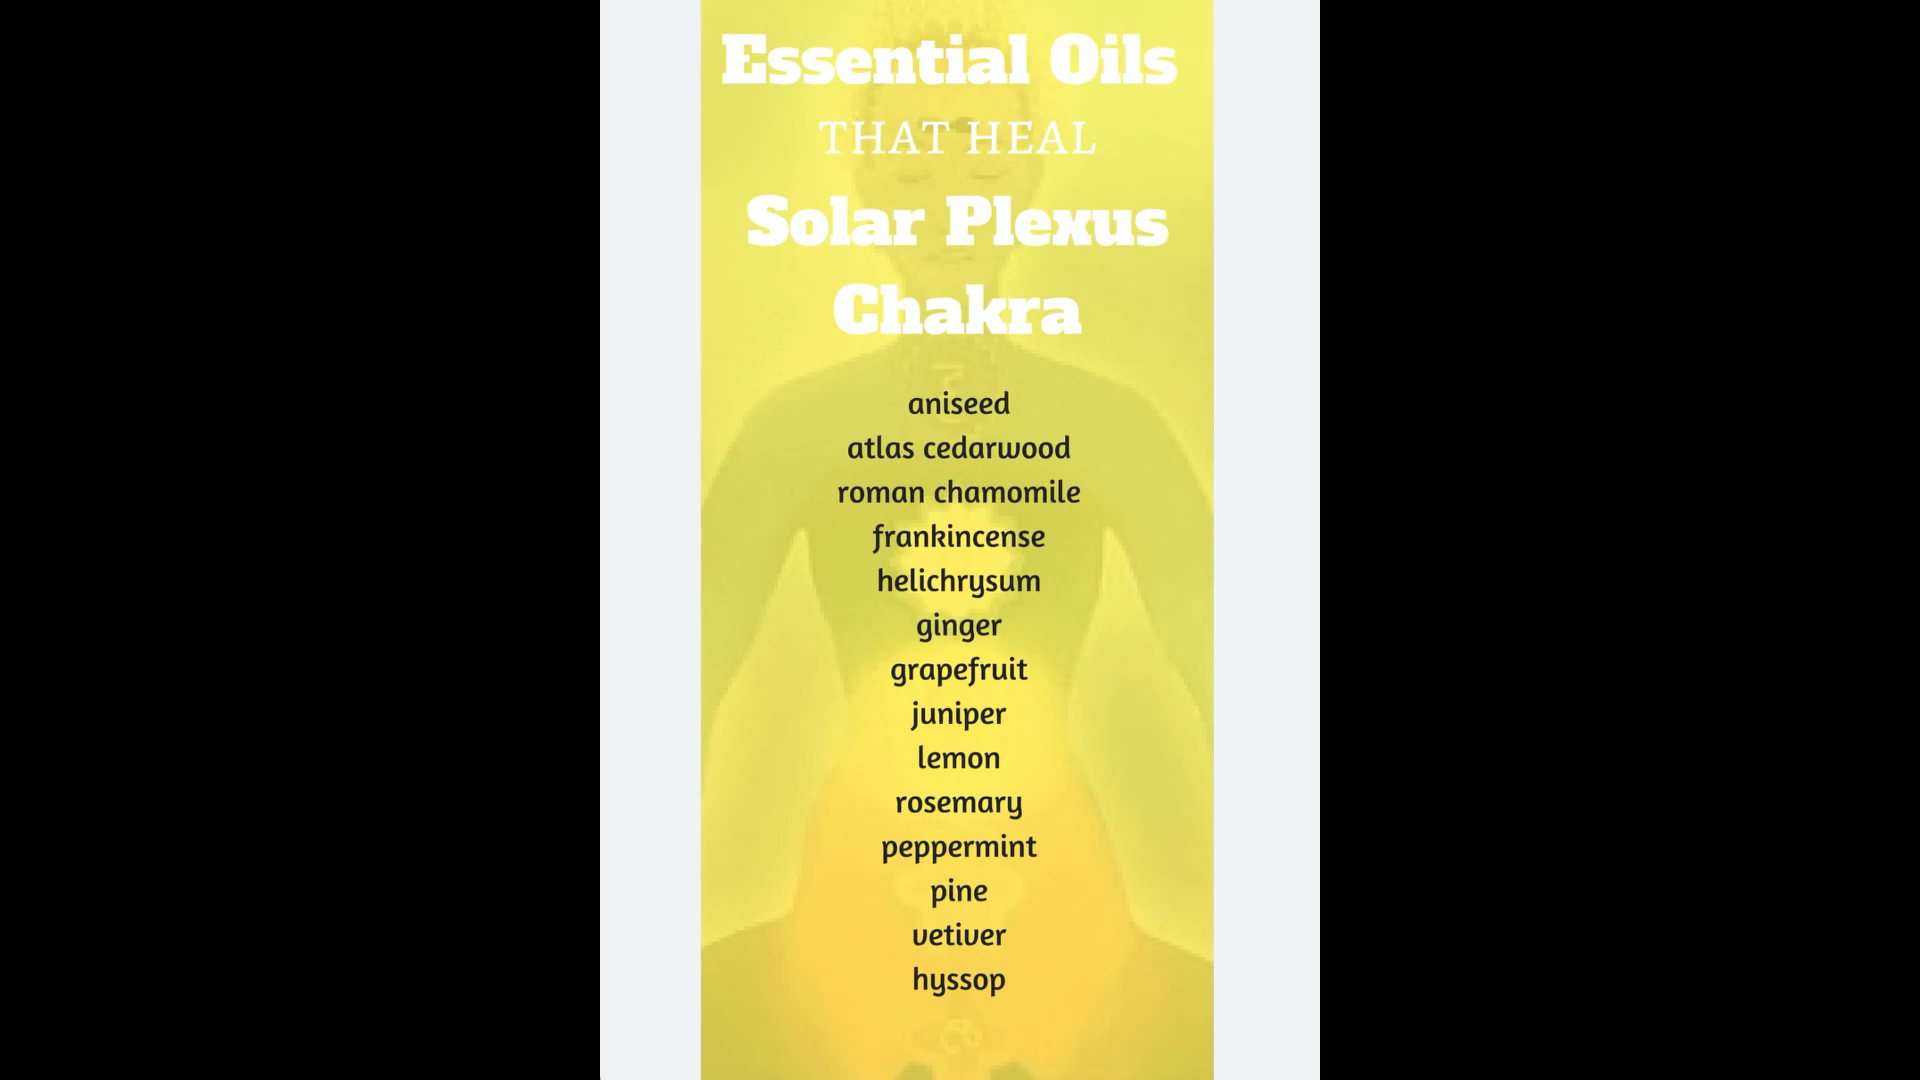 Essential Oils
THAT HEAL
Solar Plexus
Chakra
aniseed
atlas cedarwood
roman chamomile
frankincense
helichrysum
ginger
grapefruit
juniper
lemon
rosemary
peppermint
pine
vetiver
hyssop